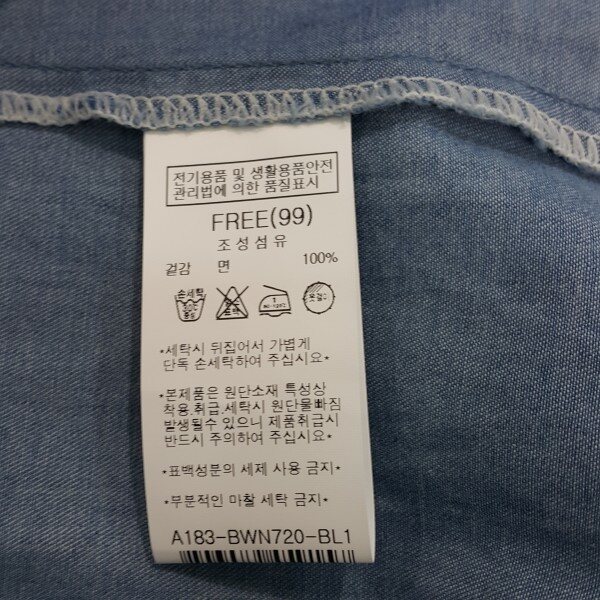 전기용품 및 생활용품안전
관리법에 의한 품질표시
FREE(99)
조성섬유
겉감 면 100%
손세탁 옷걸이
*세탁시 뒤집어서 가볍게
단독 손세탁하여 주십시요*
*본제품은 원단소재 특성상
착용.취급.세탁시 원단물빠짐
발생될수 있으니 제품취급시
반드시 주의하여 주십시요*
*표백성분의 세제 사용 금지*
*부분적인 마찰 세탁 금지*
A183-BWN720-BL1